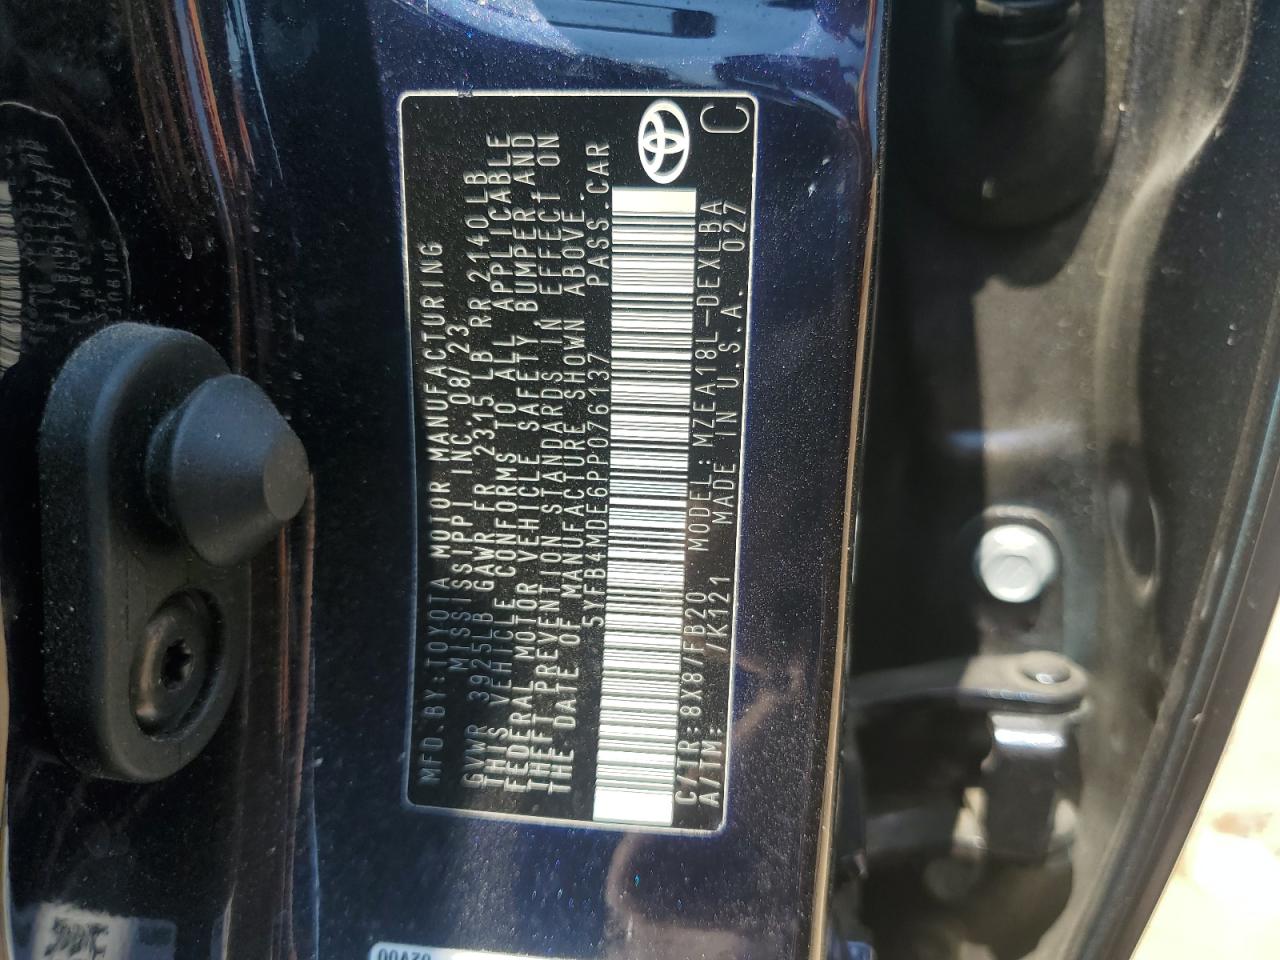 MFD.BY:TOYOTA MOTOR MANUFACTURING
MISSISSIPPI INC. 08/23
GVWR 3925LB GAWR FR 2315LB RR 2140LB
THIS VEHICLE CONFORMS TO ALL APPLICABLE
FEDERAL MOTOR VEHICLE SAFETY, BUMPER, AND
THEFT PREVENTION STANDARDS IN EFFECT ON
THE DATE OF MANUFACTURE SHOWN ABOVE.
5YFB4MDE6PP076137 PASS.CAR
C/TR:8X8/FB20 MODEL:MZEA18L-DEXLBA
A/TM: /K121 MADE IN U.S.A. 027
C